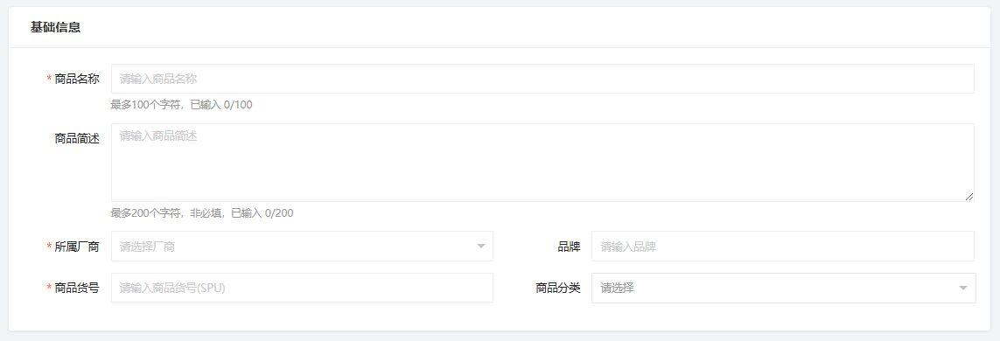 基础信息
* 商品名称 请输入商品名称
最多100个字符，已输入 0/100
商品简述 请输入商品简述
最多200个字符，非必填，已输入 0/200
* 所属厂商 请选择厂商 品牌 请输入品牌
* 商品货号 请输入商品货号(SPU) 商品分类 请选择